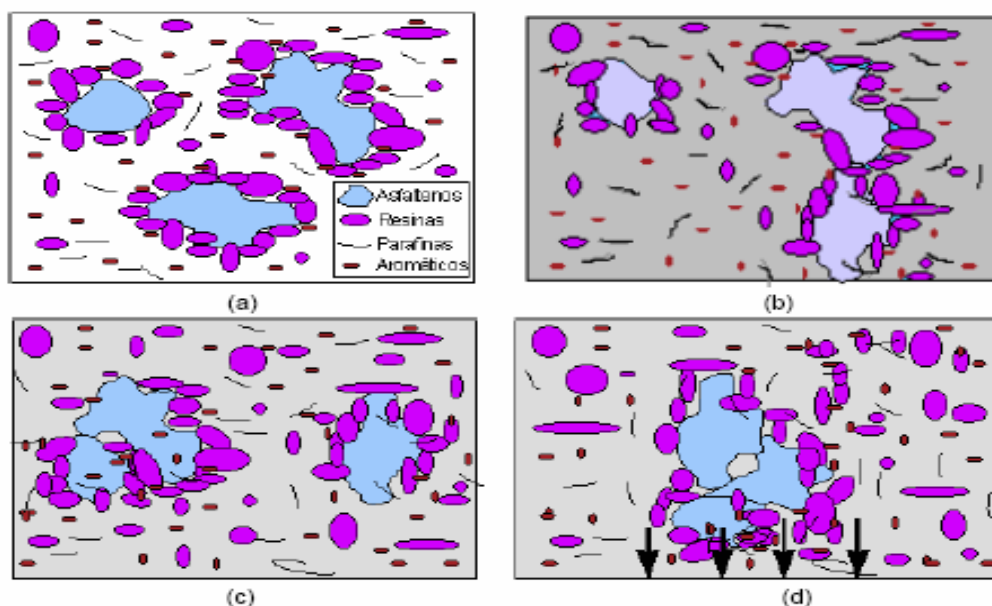 Asfaltenos
Resinas
Parafinas
Aromáticos
(a)
(b)
(c)
(d)